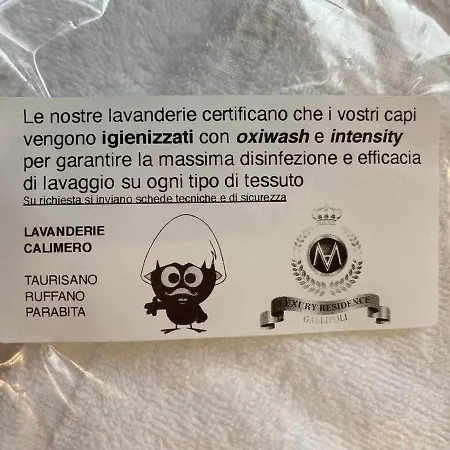 Le nostre lavanderie certificano che i vostri capi
vengono igienizzati con oxiwash e intensity
per garantire la massima disinfezione e efficacia
di lavaggio su ogni tipo di tessuto
Su richiesta si inviano schede tecniche e di sicurezza
LAVANDERIE
CALIMERO
TAURISANO
RUFFANO
PARABITA
LUXURY RESIDENCE
GALLIPOLI